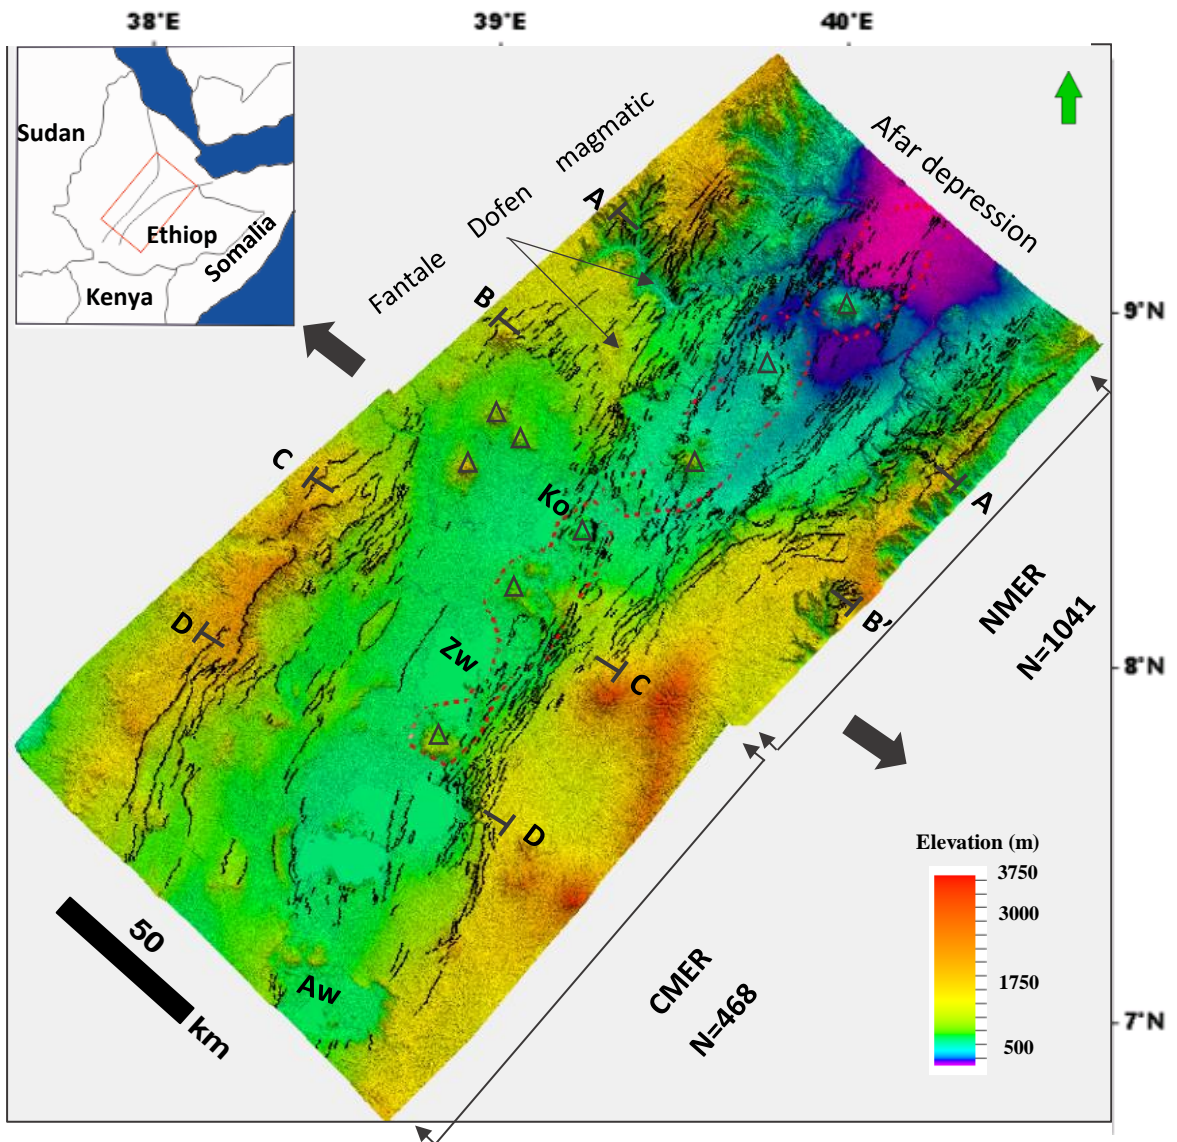 38°E
39°E
40°E
Sudan
Ethiop
Somalia
Kenya
magmatic
Dofen
Fantale
Afar depression
A
B
C
D
9°N
8°N
7°N
Ko
Zw
Aw
A
B'
C
D
NMER
N=1041
CMER
N=468
50
km
Elevation (m)
3750
3000
1750
500